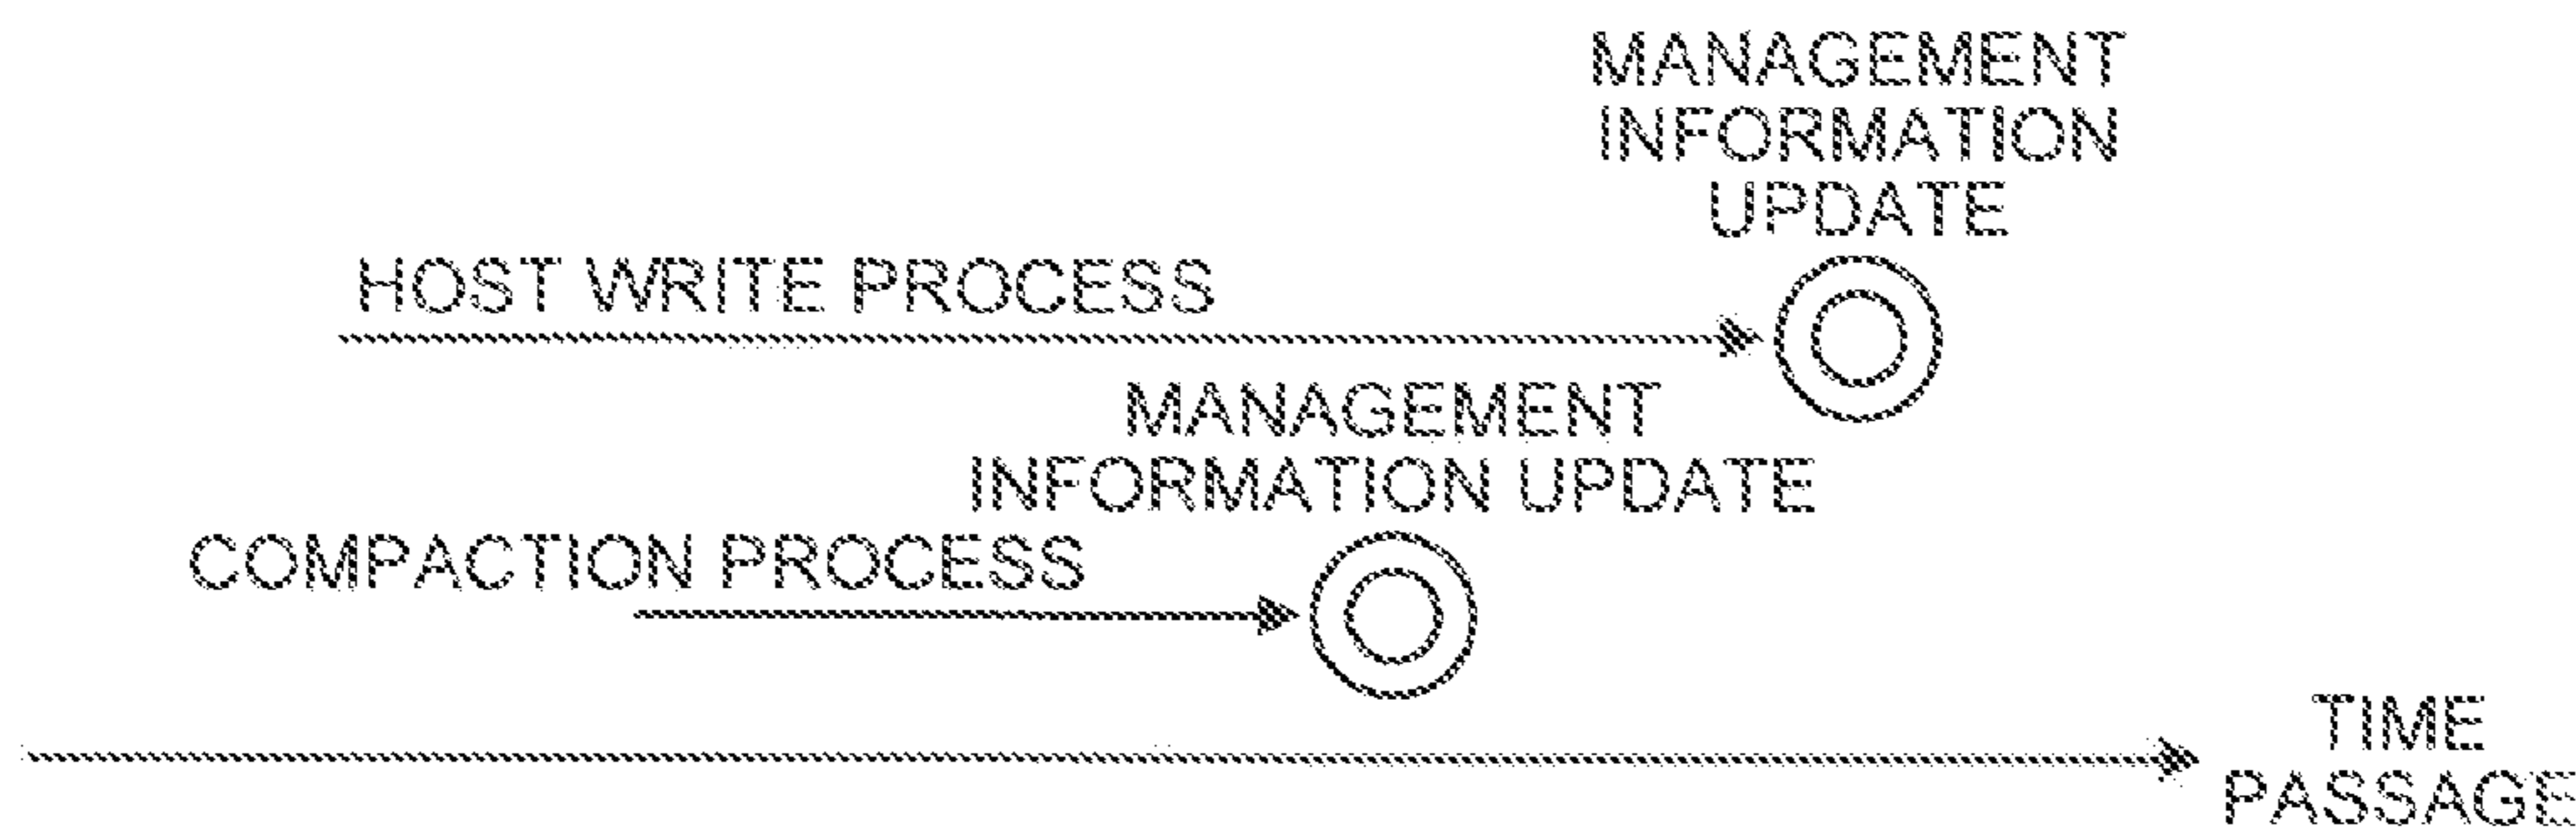 MANAGEMENT
INFORMATION
UPDATE
HOST WRITE PROCESS
MANAGEMENT
INFORMATION UPDATE
COMPACTION PROCESS
TIME
PASSAGE